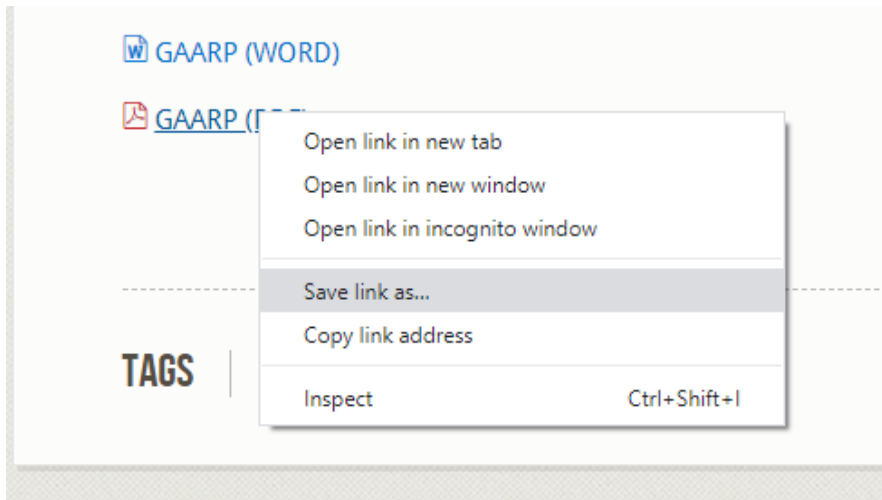 GAARP (WORD)
GAARP (
Open link in new tab
Open link in new window
Open link in incognito window
Save link as...
Copy link address
TAGS
Inspect Ctrl+Shift+I